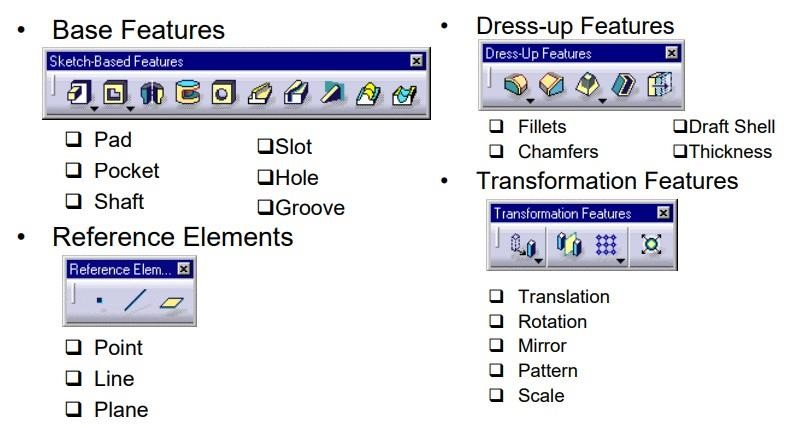 • Base Features
Sketch-Based Features
❑ Pad
❑ Pocket
❑ Shaft
❑Slot
❑Hole
❑Groove
• Reference Elements
Reference Elem...
❑ Point
❑ Line
❑ Plane
• Dress-up Features
Dress-Up Features
❑ Fillets
❑ Chamfers
❑Draft Shell
❑Thickness
• Transformation Features
Transformation Features
❑ Translation
❑ Rotation
❑ Mirror
❑ Pattern
❑ Scale